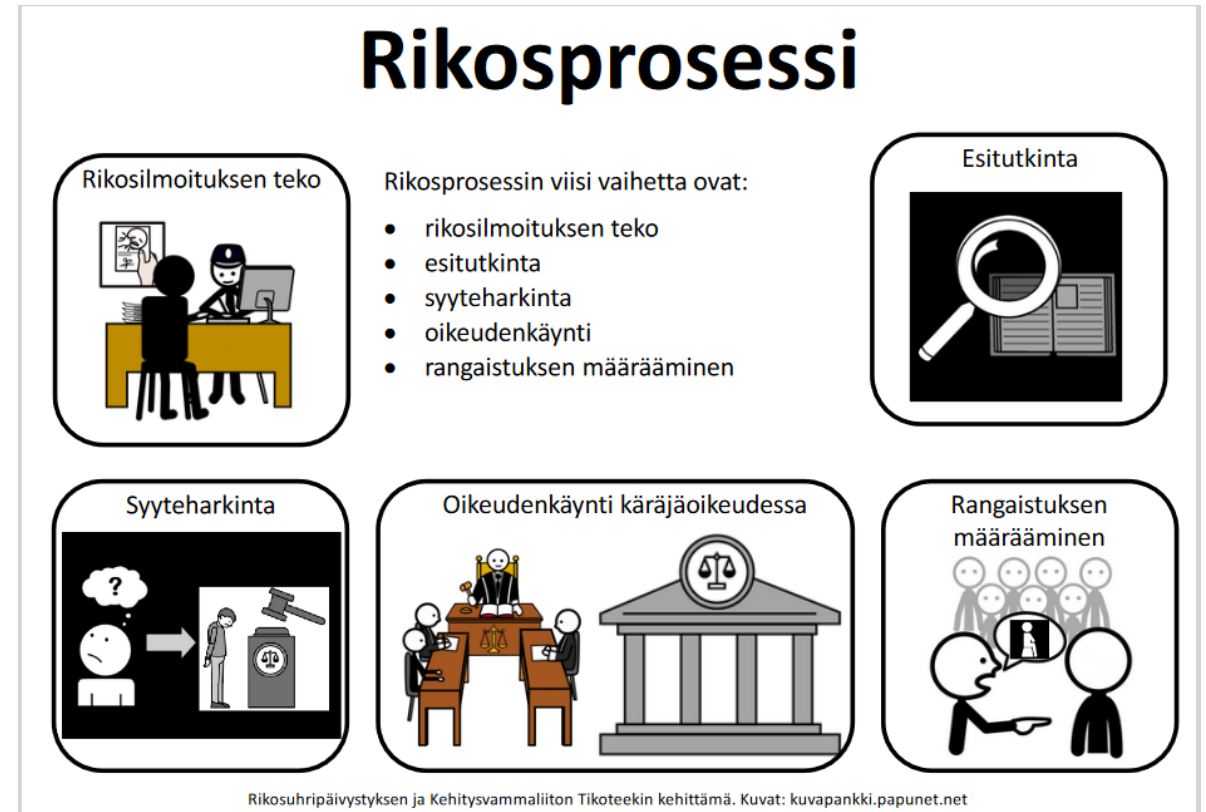 Rikosprosessi
Rikosilmoituksen teko
Rikosprosessin viisi vaihetta ovat:
• rikosilmoituksen teko
• esitutkinta
• syyteharkinta
• oikeudenkäynti
• rangaistuksen määrääminen
Esitutkinta
Syyteharkinta
?
Oikeudenkäynti käräjäoikeudessa
Rangaistuksen
määrääminen
Rikosuhripäivystyksen ja Kehitysvammaliiton Tikoteekin kehittämä. Kuvat: kuvapankki.papunet.net